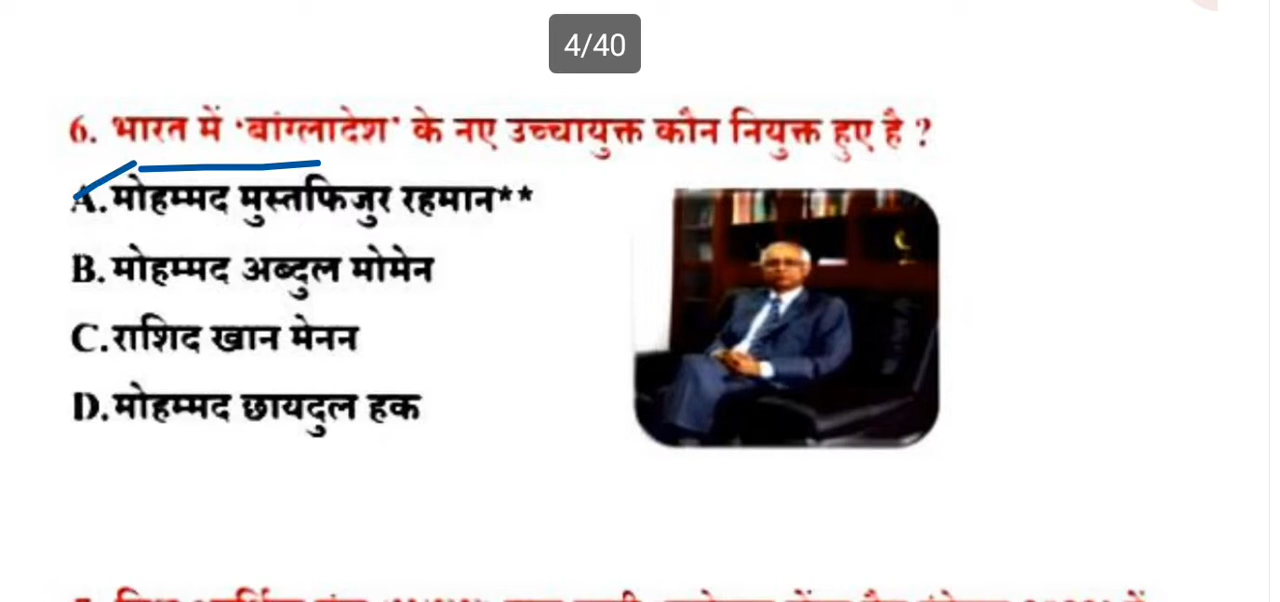 4/40
6. भारत में 'बांग्लादेश' के नए उच्चायुक्त कौन नियुक्त हुए है ?
A.मोहम्मद मुस्तफिजुर रहमान**
B.मोहम्मद अब्दुल मोमेन
C.राशिद खान मेनन
D.मोहम्मद छायदुल हक